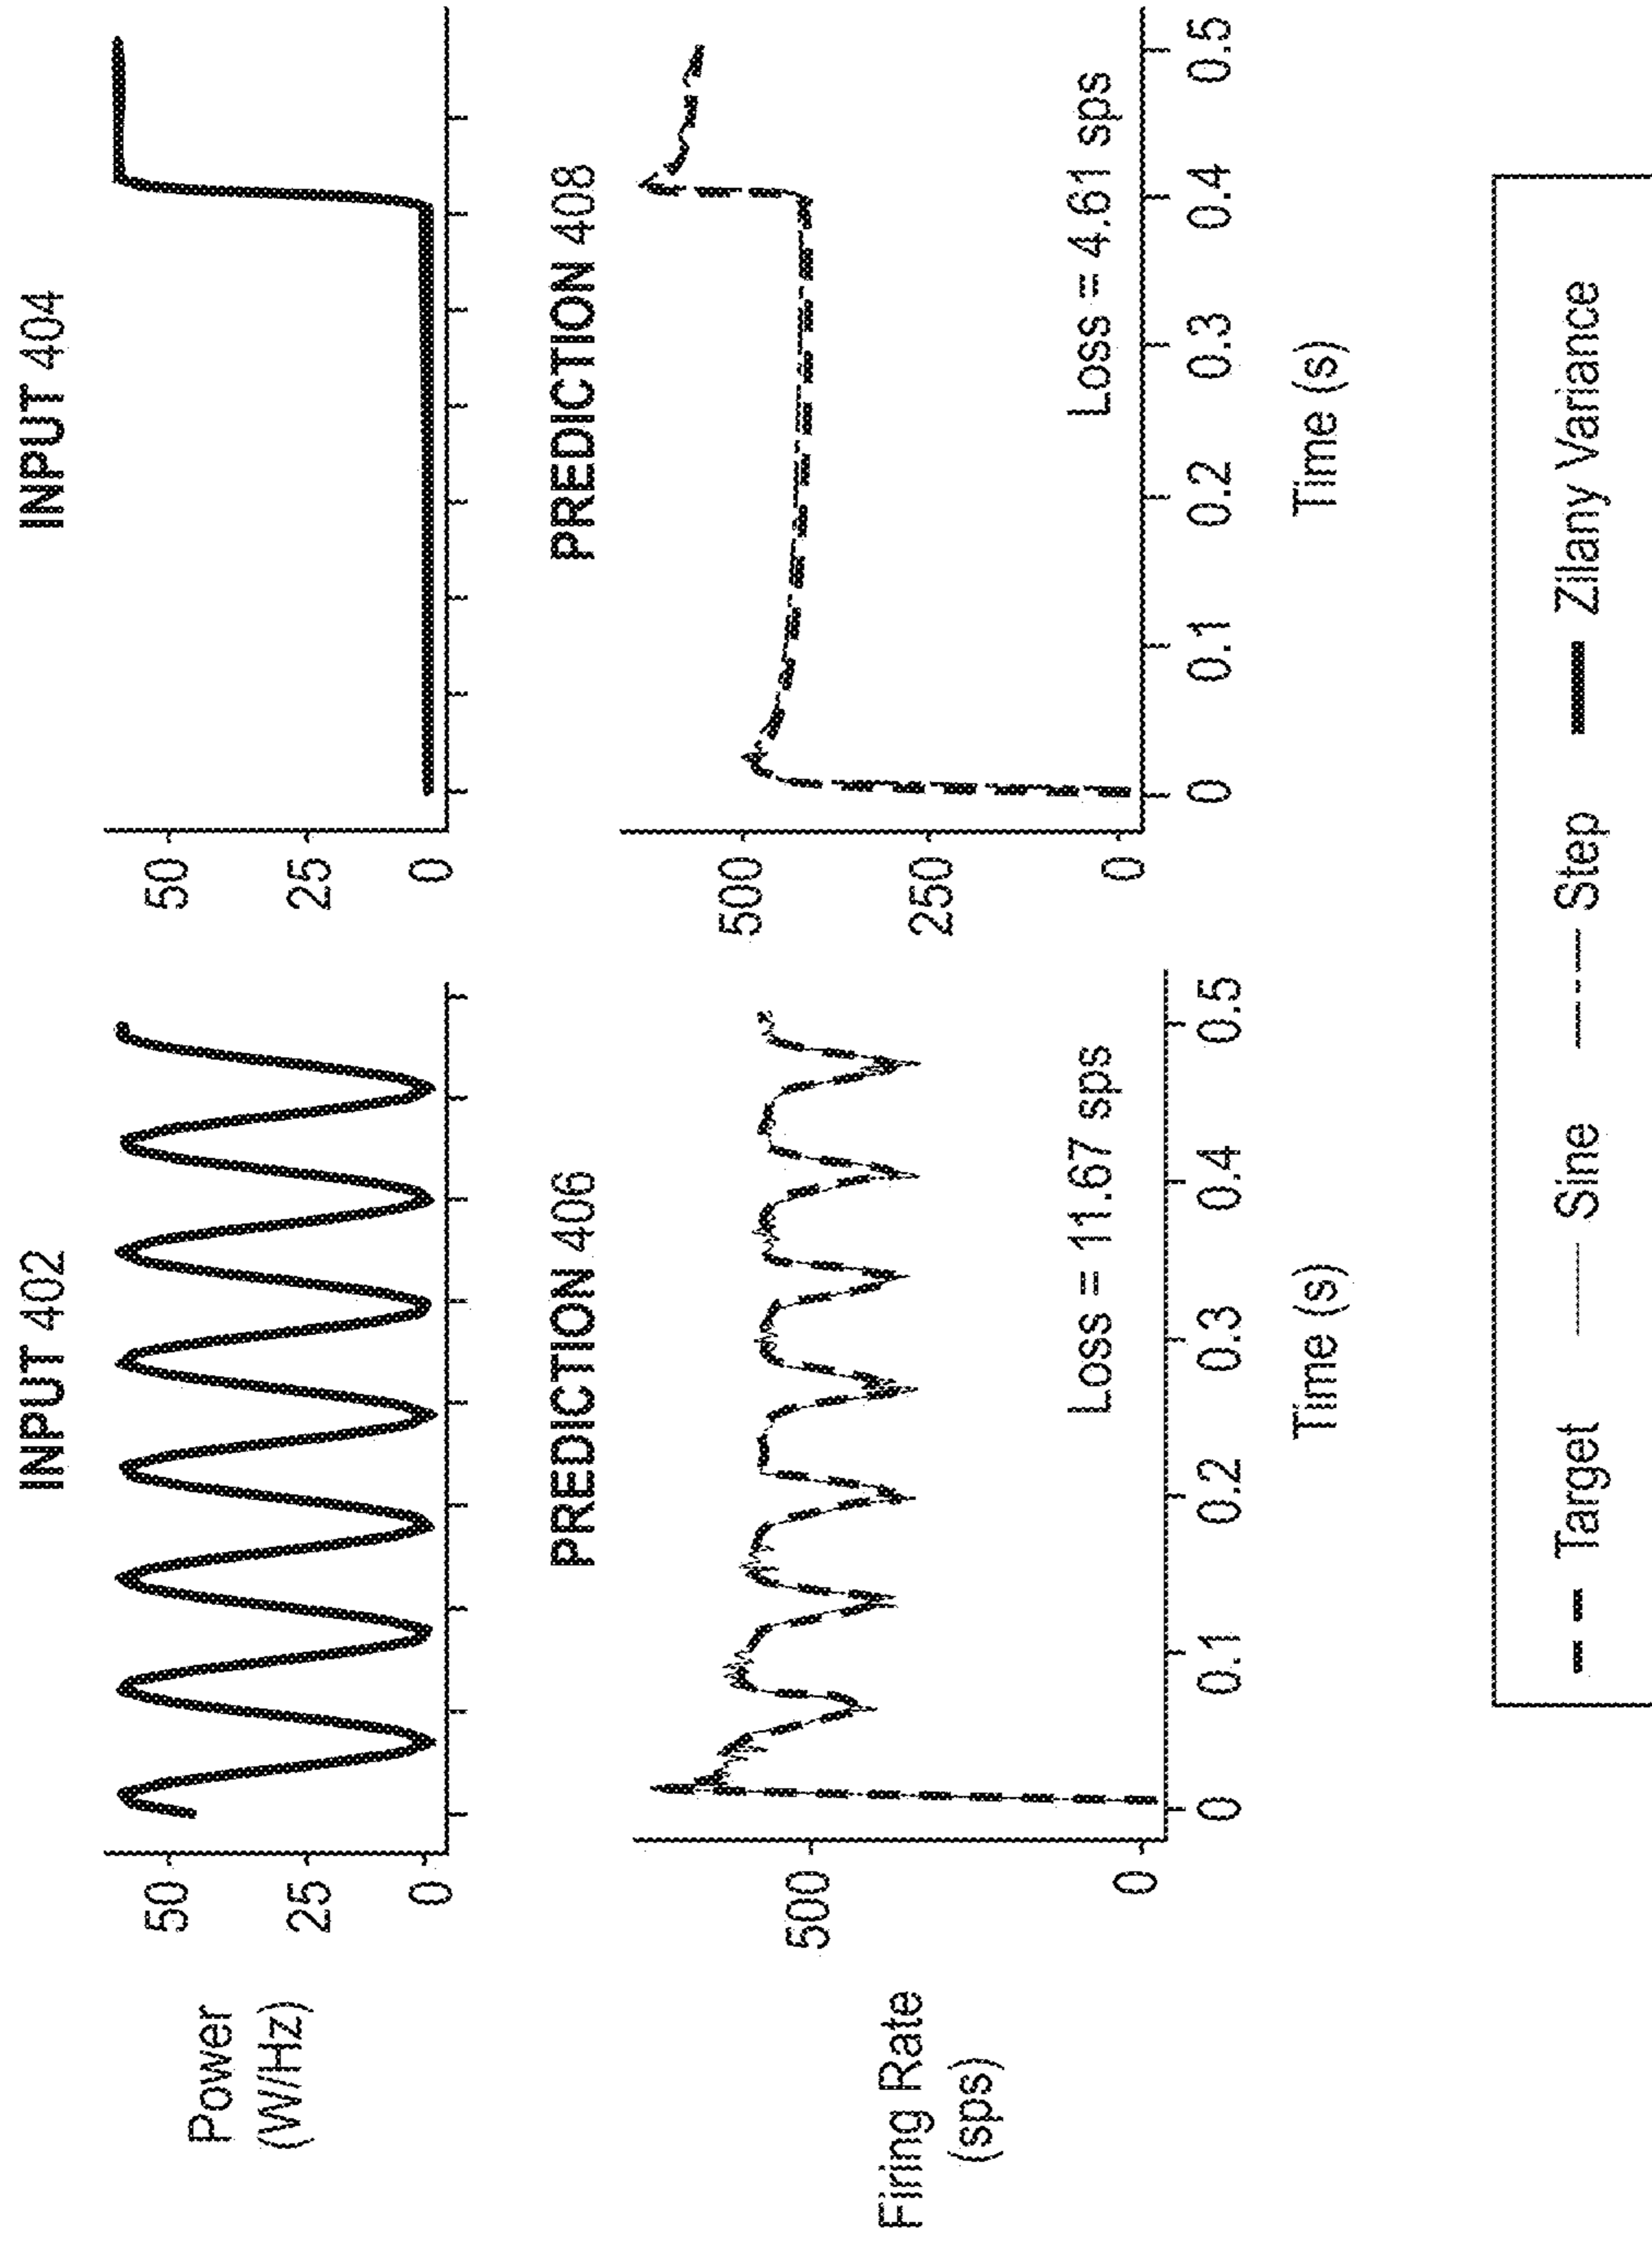 INPUT 402
INPUT 404
Power
(W/Hz)
50
25
0
50
25
0
PREDICTION 406
PREDICTION 408
Firing Rate
(sps)
500
0
Loss = 11.67 sps
0
0.1
0.2
0.3
0.4
0.5
Time (s)
500
250
0
Loss = 4.61 sps
0
0.1
0.2
0.3
0.4
0.5
Time (s)
Target
Sine
Step
Zilany Variance